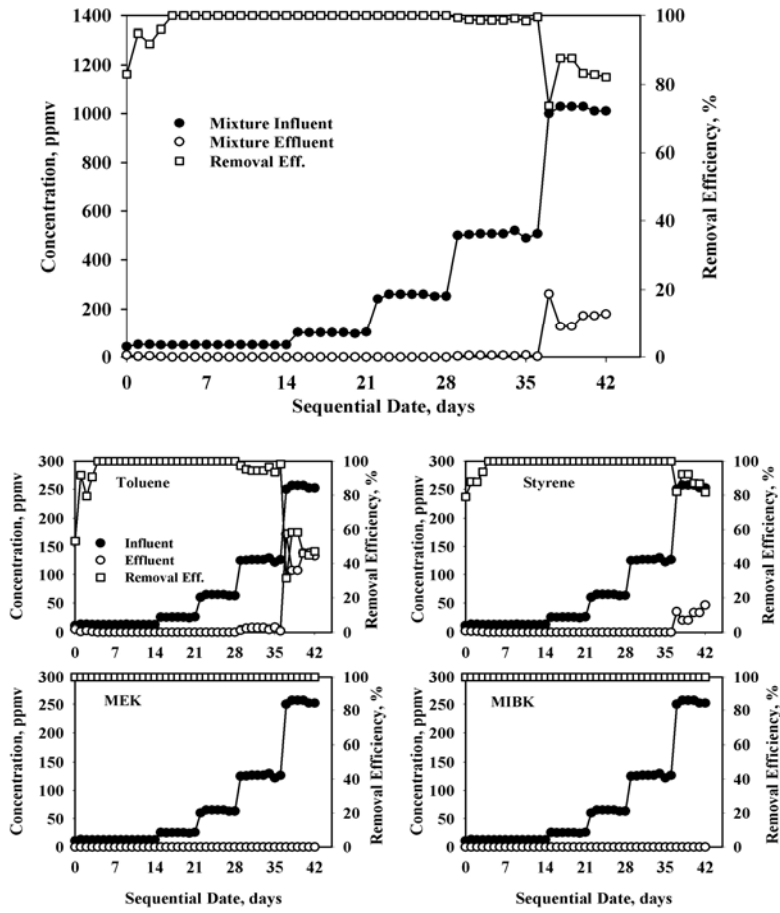 1400
1200
1000
800
600
400
200
0
Concentration, ppmv
Mixture Influent
Mixture Effluent
Removal Eff.
100
80
60
40
20
0
Removal Efficiency, %
0 7 14 21 28 35 42
Sequential Date, days
300
250
200
150
100
50
0
Concentration, ppmv
Toluene
Influent
Effluent
Removal Eff.
100
80
60
40
20
0
Removal Efficiency, %
0 7 14 21 28 35 42
300
250
200
150
100
50
0
Concentration, ppmv
Styrene
100
80
60
40
20
0
Removal Efficiency, %
0 7 14 21 28 35 42
300
250
200
150
100
50
0
Concentration, ppmv
MEK
100
80
60
40
20
0
Removal Efficiency, %
0 7 14 21 28 35 42
Sequential Date, days
300
250
200
150
100
50
0
Concentration, ppmv
MIBK
100
80
60
40
20
0
Removal Efficiency, %
0 7 14 21 28 35 42
Sequential Date, days